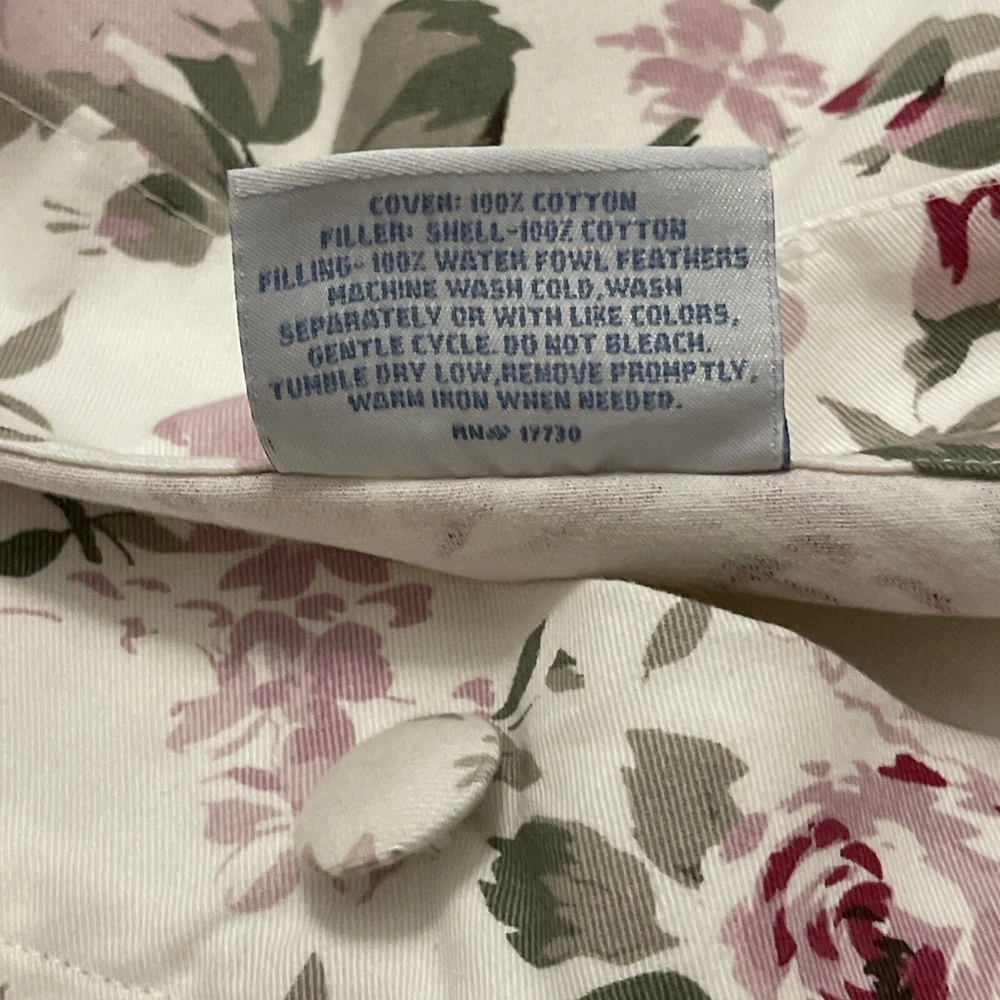 COVER: 100% COTTON
FILLER: SHELL-100% COTTON
FILLING- 100% WATER FOWL FEATHERS
MACHINE WASH COLD, WASH
SEPARATELY OR WITH LIKE COLORS,
GENTLE CYCLE. DO NOT BLEACH.
TUMBLE DRY LOW, REMOVE PROMPTLY,
WARM IRON WHEN NEEDED.
RN# 17730